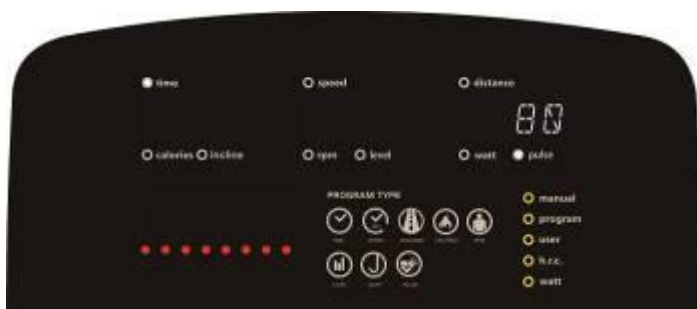 time speed distance
80
calories incline rpm level watt pulse
PROGRAM TYPE
manual
program
user
h.r.c.
watt